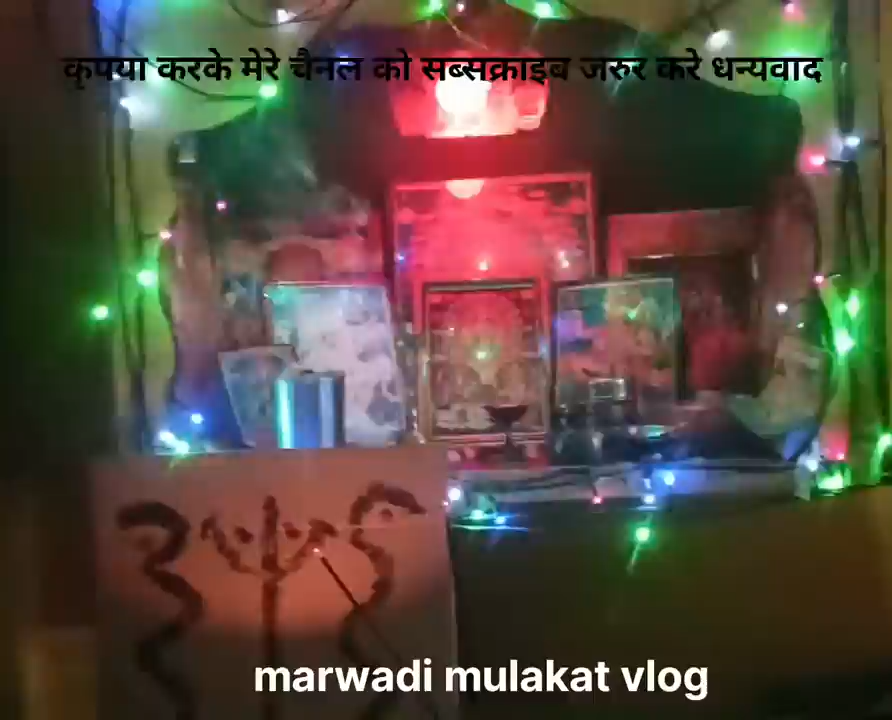 कृपया करके मेरे चैनल को सब्सक्राइब जरुर करे धन्यवाद
marwadi mulakat vlog